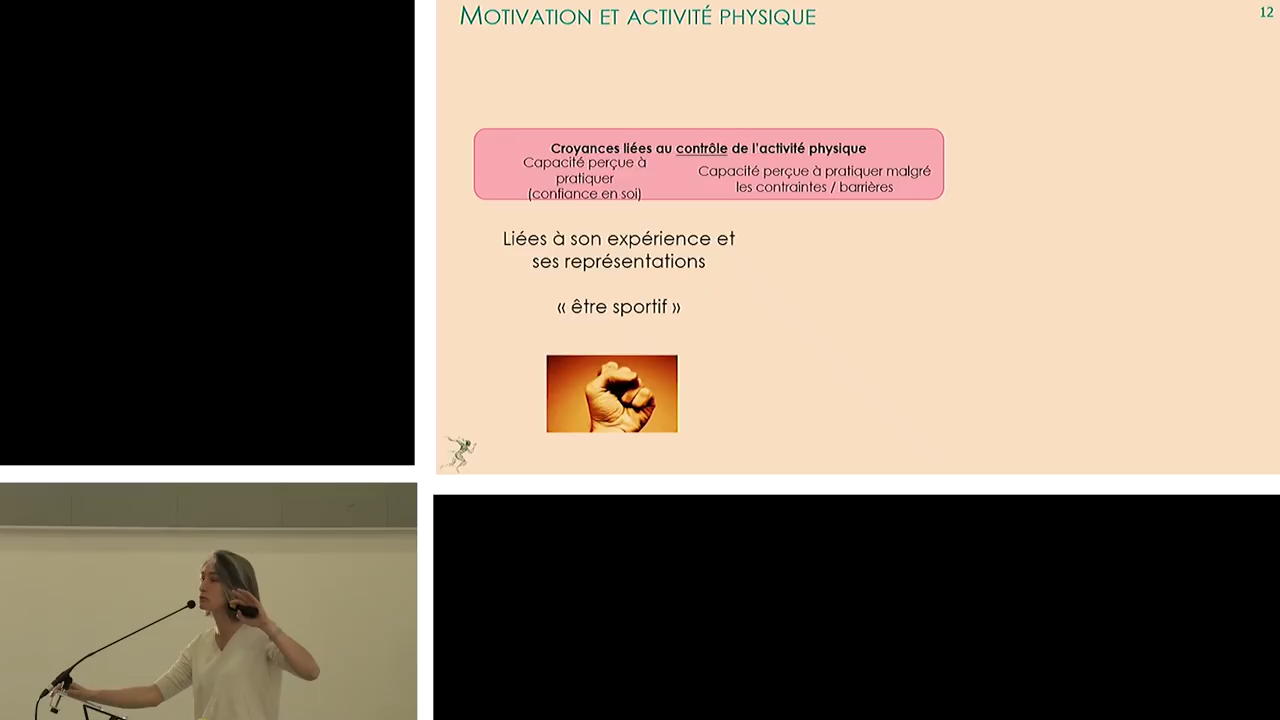 MOTIVATION ET ACTIVITÉ PHYSIQUE
12
Croyances liées au contrôle de l'activité physique
Capacité perçue à
pratiquer
(confiance en soi)
Capacité perçue à pratiquer malgré
les contraintes / barrières
Liées à son expérience et
ses représentations
« être sportif »